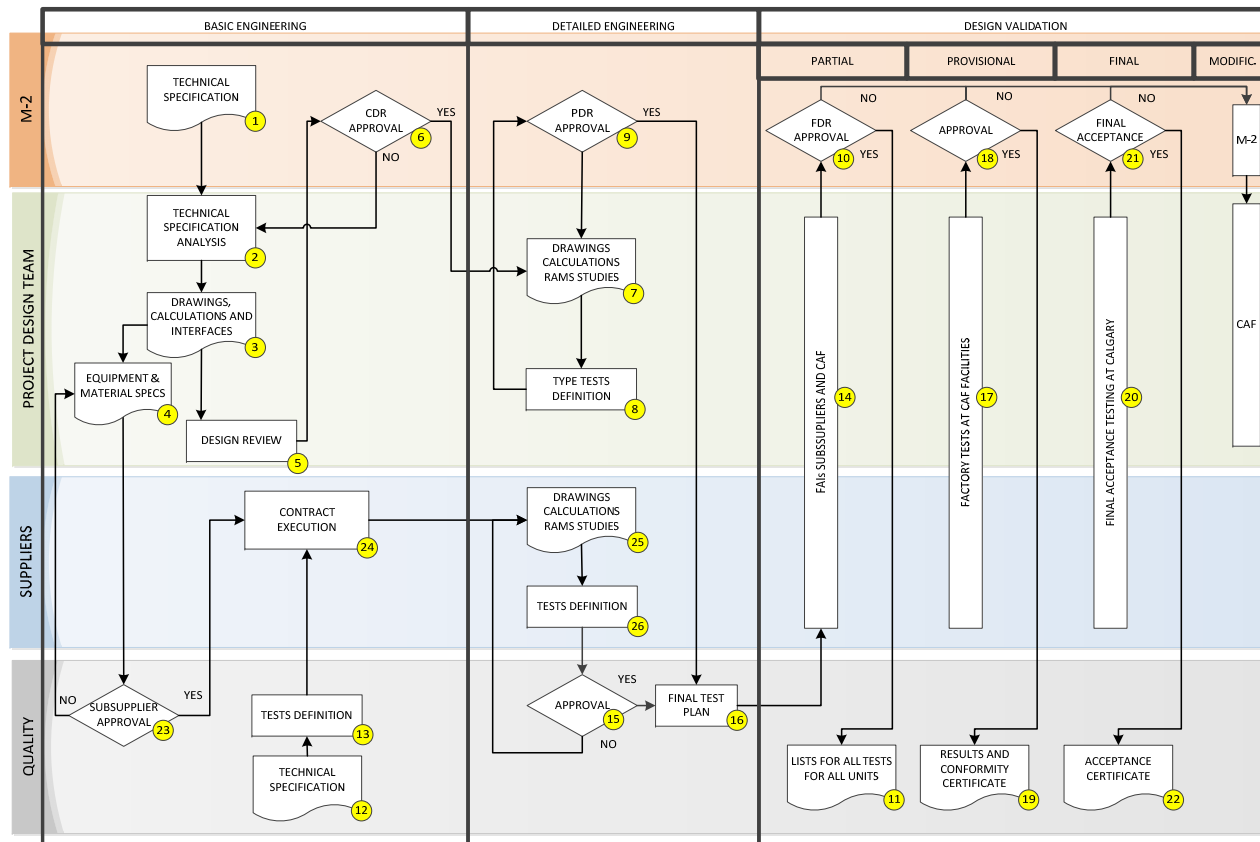 BASIC ENGINEERING
DETAILED ENGINEERING
DESIGN VALIDATION
PARTIAL
PROVISIONAL
FINAL
MODIFIC.
M-2
TECHNICAL
SPECIFICATION
1
CDR
APPROVAL
6
YES
NO
PDR
APPROVAL
9
YES
FDR
APPROVAL
10
NO
YES
APPROVAL
18
NO
YES
FINAL
ACCEPTANCE
21
NO
YES
M-2
PROJECT DESIGN TEAM
TECHNICAL
SPECIFICATION
ANALYSIS
2
DRAWINGS,
CALCULATIONS AND
INTERFACES
3
EQUIPMENT &
MATERIAL SPECS
4
DESIGN REVIEW
5
DRAWINGS
CALCULATIONS
RAMS STUDIES
7
TYPE TESTS
DEFINITION
8
FAIs SUBSSUPLIERS AND CAF
14
FACTORY TESTS AT CAF FACILITIES
17
FINAL ACCEPTANCE TESTING AT CALGARY
20
CAF
SUPPLIERS
CONTRACT
EXECUTION
24
DRAWINGS
CALCULATIONS
RAMS STUDIES
25
TESTS DEFINITION
26
QUALITY
NO
SUBSUPPLIER
APPROVAL
23
YES
TESTS DEFINITION
13
TECHNICAL
SPECIFICATION
12
APPROVAL
15
YES
NO
FINAL TEST
PLAN
16
LISTS FOR ALL TESTS
FOR ALL UNITS
11
RESULTS AND
CONFORMITY
CERTIFICATE
19
ACCEPTANCE
CERTIFICATE
22